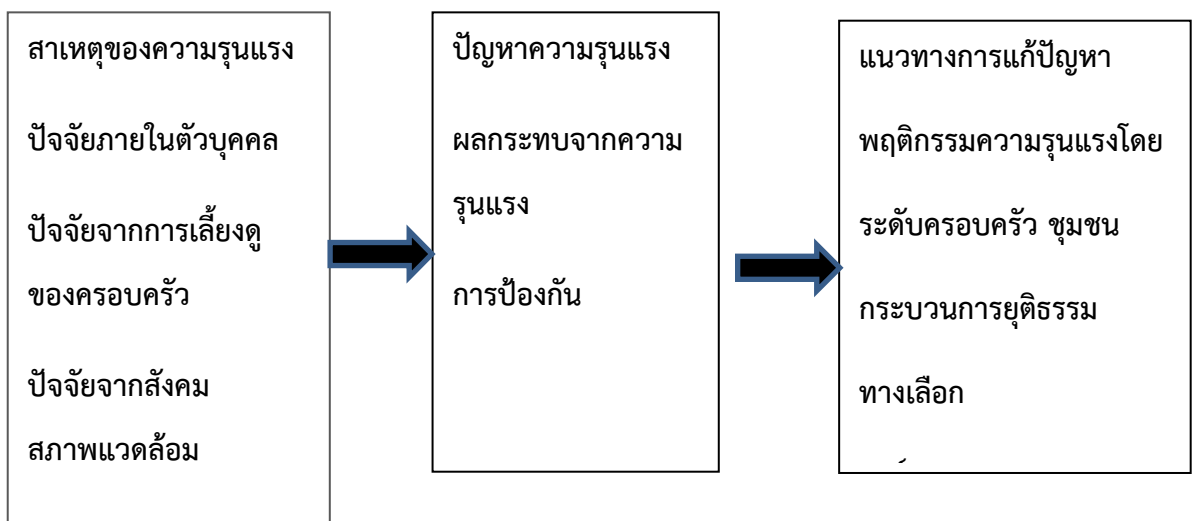 สาเหตุของความรุนแรง
ปัจจัยภายในตัวบุคคล
ปัจจัยจากการเลี้ยงดู
ของครอบครัว
ปัจจัยจากสังคม
สภาพแวดล้อม
ปัญหาความรุนแรง
ผลกระทบจากความ
รุนแรง
การป้องกัน
แนวทางการแก้ปัญหา
พฤติกรรมความรุนแรงโดย
ระดับครอบครัว ชุมชน
กระบวนการยุติธรรม
ทางเลือก